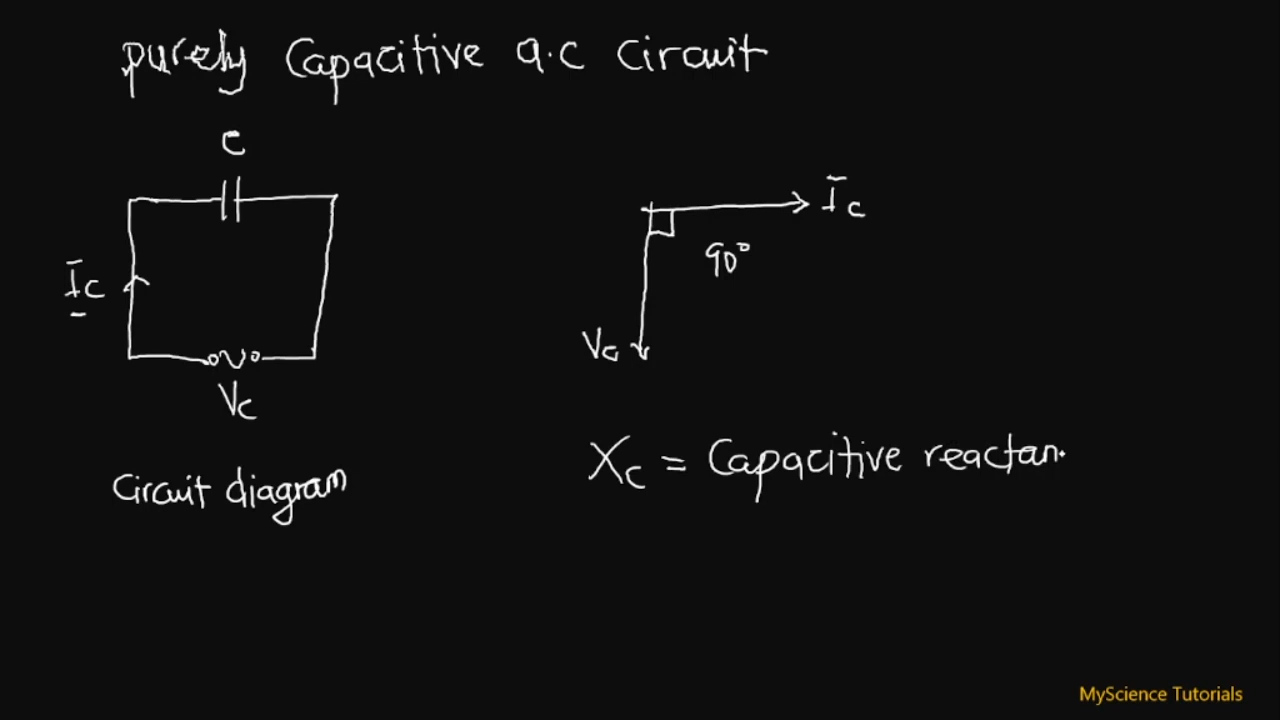 purely Capacitive a.c circuit
C
Ic
Vc
Circuit diagram
Ic
90°
Vc
Xc = Capacitive reactan
MyScience Tutorials